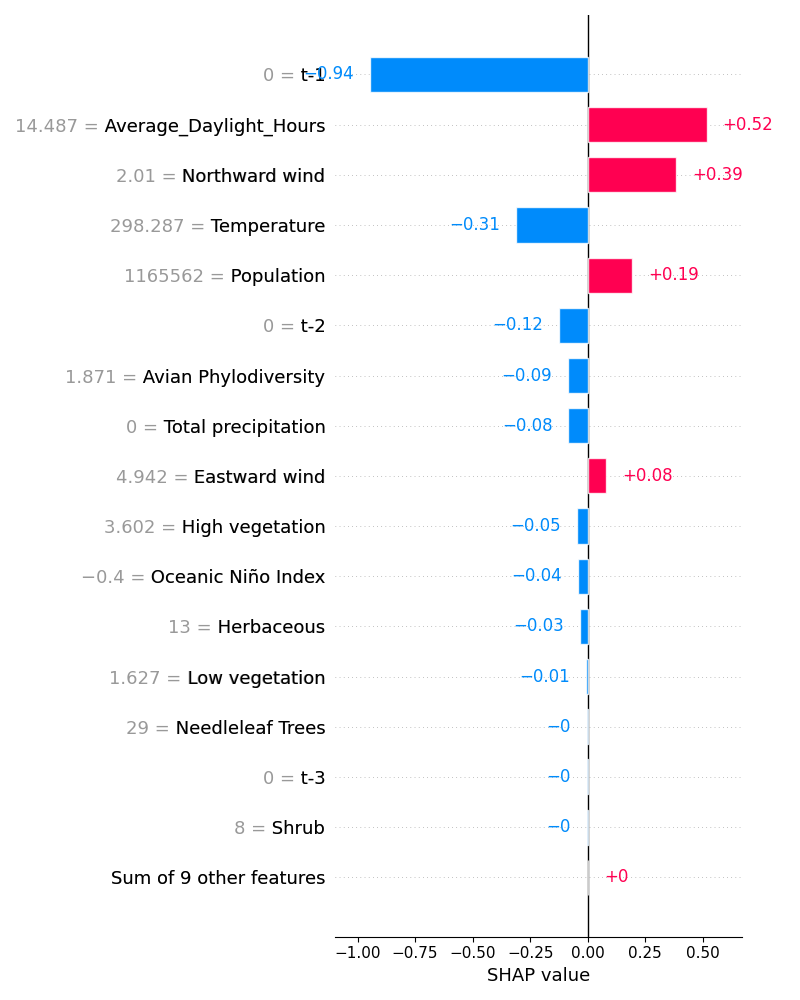 0 = t-1 −0.94
14.487 = Average_Daylight_Hours +0.52
2.01 = Northward wind +0.39
298.287 = Temperature −0.31
1165562 = Population +0.19
0 = t-2 −0.12
1.871 = Avian Phylodiversity −0.09
0 = Total precipitation −0.08
4.942 = Eastward wind +0.08
3.602 = High vegetation −0.05
−0.4 = Oceanic Niño Index −0.04
13 = Herbaceous −0.03
1.627 = Low vegetation −0.01
29 = Needleleaf Trees −0
0 = t-3 −0
8 = Shrub −0
Sum of 9 other features +0
−1.00 −0.75 −0.50 −0.25 0.00 0.25 0.50
SHAP value